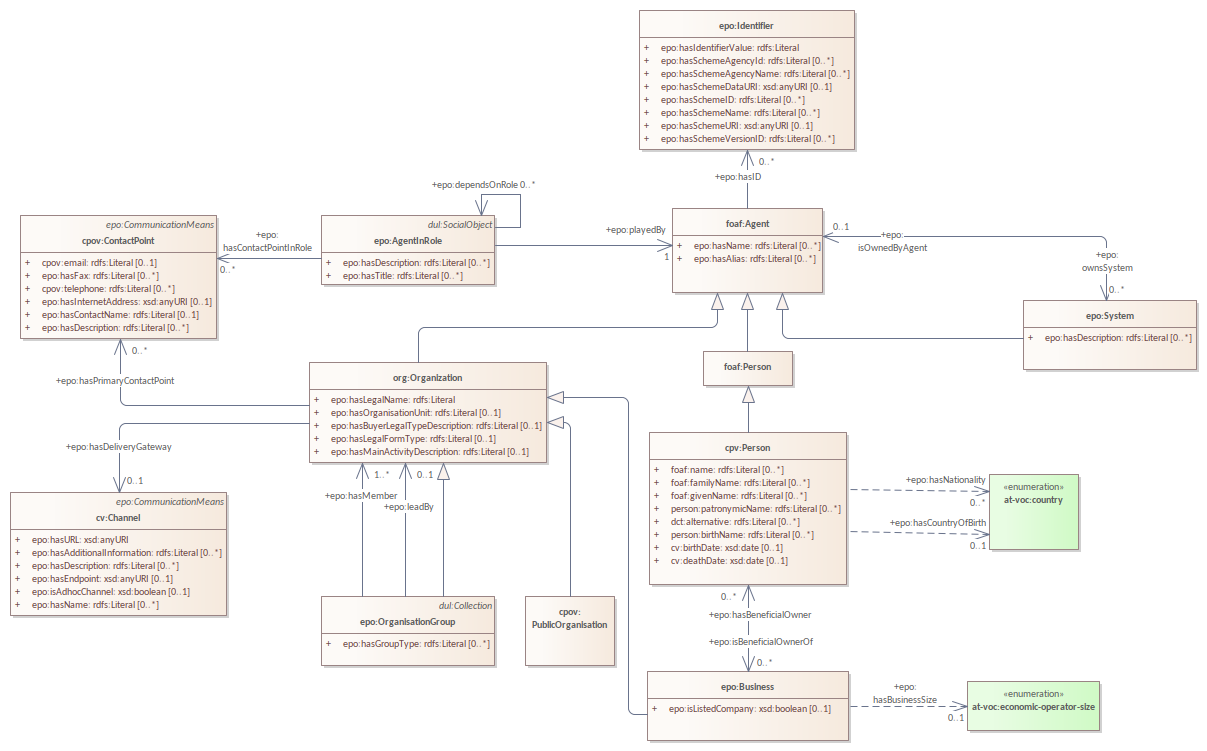 epo:Identifier
+ epo:hasIdentifierValue: rdfs:Literal
+ epo:hasSchemeAgencyId: rdfs:Literal [0..*]
+ epo:hasSchemeAgencyName: rdfs:Literal [0..*]
+ epo:hasSchemeDataURI: xsd:anyURI [0..1]
+ epo:hasSchemeID: rdfs:Literal [0..*]
+ epo:hasSchemeName: rdfs:Literal [0..*]
+ epo:hasSchemeURI: xsd:anyURI [0..1]
+ epo:hasSchemeVersionID: rdfs:Literal [0..*]
0..*
+epo:hasID
+epo:dependsOnRole 0..*
epo:CommunicationMeans
cpov:ContactPoint
+ cpov:email: rdfs:Literal [0..1]
+ epo:hasFax: rdfs:Literal [0..*]
+ cpov:telephone: rdfs:Literal [0..*]
+ epo:hasInternetAddress: xsd:anyURI [0..1]
+ epo:hasContactName: rdfs:Literal [0..1]
+ epo:hasDescription: rdfs:Literal [0..*]
+epo:
hasContactPointInRole
0..*
dul:SocialObject
epo:AgentInRole
+ epo:hasDescription: rdfs:Literal [0..*]
+ epo:hasTitle: rdfs:Literal [0..*]
+epo:playedBy
1
foaf:Agent
+ epo:hasName: rdfs:Literal [0..*]
+ epo:hasAlias: rdfs:Literal [0..*]
0..1
+epo:
isOwnedByAgent
+epo:
ownsSystem
0..*
epo:System
+ epo:hasDescription: rdfs:Literal [0..*]
0..*
+epo:hasPrimaryContactPoint
org:Organization
+ epo:hasLegalName: rdfs:Literal
+ epo:hasOrganisationUnit: rdfs:Literal [0..1]
+ epo:hasBuyerLegalTypeDescription: rdfs:Literal [0..1]
+ epo:hasLegalFormType: rdfs:Literal [0..1]
+ epo:hasMainActivityDescription: rdfs:Literal [0..1]
foaf:Person
+epo:hasDeliveryGateway
0..1
epo:CommunicationMeans
cv:Channel
+ epo:hasURL: xsd:anyURI
+ epo:hasAdditionalInformation: rdfs:Literal [0..*]
+ epo:hasDescription: rdfs:Literal [0..*]
+ epo:hasEndpoint: xsd:anyURI [0..1]
+ epo:isAdhocChannel: xsd:boolean [0..1]
+ epo:hasName: rdfs:Literal [0..*]
1..*
+epo:hasMember
0..1
+epo:leadBy
cpv:Person
+ foaf:name: rdfs:Literal [0..*]
+ foaf:familyName: rdfs:Literal [0..*]
+ foaf:givenName: rdfs:Literal [0..*]
+ person:patronymicName: rdfs:Literal [0..*]
+ dct:alternative: rdfs:Literal [0..*]
+ person:birthName: rdfs:Literal [0..*]
+ cv:birthDate: xsd:date [0..1]
+ cv:deathDate: xsd:date [0..1]
+epo:hasNationality
0..*
+epo:hasCountryOfBirth
0..1
«enumeration»
at-voc:country
dul:Collection
epo:OrganisationGroup
+ epo:hasGroupType: rdfs:Literal [0..*]
cpov:
PublicOrganisation
0..*
+epo:hasBeneficialOwner
+epo:isBeneficialOwnerOf
0..*
epo:Business
+ epo:isListedCompany: xsd:boolean [0..1]
+epo:
hasBusinessSize
0..1
«enumeration»
at-voc:economic-operator-size